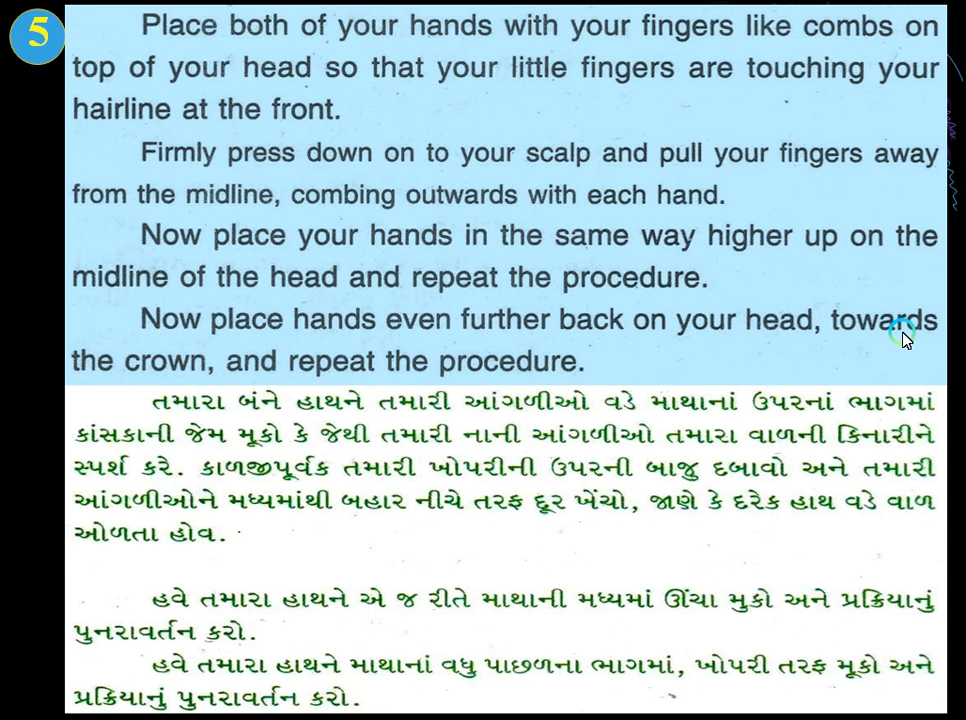 5
Place both of your hands with your fingers like combs on
top of your head so that your little fingers are touching your
hairline at the front.
Firmly press down on to your scalp and pull your fingers away
from the midline, combing outwards with each hand.
Now place your hands in the same way higher up on the
midline of the head and repeat the procedure.
Now place hands even further back on your head, towards
the crown, and repeat the procedure.
તમારા બંને હાથને તમારી આંગળીઓ વડે માથાનાં ઉપરનાં ભાગમાં
કાંસકાની જેમ મૂકો કે જેથી તમારી નાની આંગળીઓ તમારા વાળની કિનારીને
સ્પર્શ કરે. કાળજીપૂર્વક તમારી ખોપરીની ઉપરની બાજુ દબાવો અને તમારી
આંગળીઓને મધ્યમાંથી બહાર નીચે તરફ દૂર ખેંચો, જાણે કે દરેક હાથ વડે વાળ
ઓળતા હોવ.
હવે તમારા હાથને એ જ રીતે માથાની મધ્યમાં ઊંચા મુકો અને પ્રક્રિયાનું
પુનરાવર્તન કરો.
હવે તમારા હાથને માથાનાં વધુ પાછળના ભાગમાં, ખોપરી તરફ મૂકો અને
પ્રક્રિયાનું પુનરાવર્તન કરો.